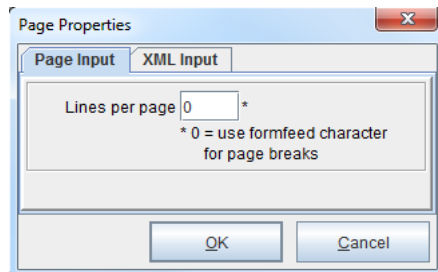 Page Properties
Page Input XML Input
Lines per page 0 *
* 0 = use formfeed character
for page breaks
OK Cancel